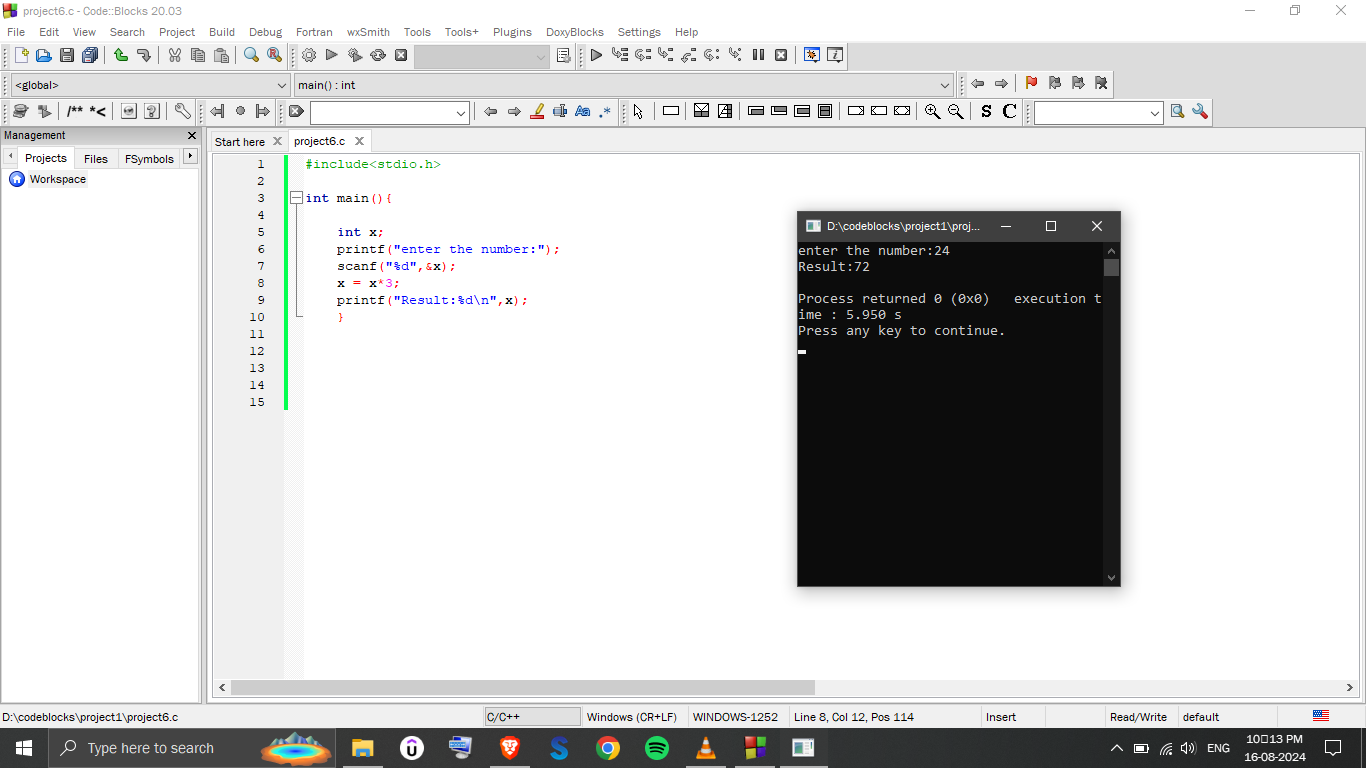 project6.c - Code::Blocks 20.03
File Edit View Search Project Build Debug Fortran wxSmith Tools Tools+ Plugins DoxyBlocks Settings Help
<global> main() : int
/** *< Aa .* S C
Management
Projects Files FSymbols
Workspace
Start here project6.c
1 #include<stdio.h>
2
3 int main(){
4
5 int x;
6 printf("enter the number:");
7 scanf("%d",&x);
8 x = x*3;
9 printf("Result:%d\n",x);
10 }
11
12
13
14
15
D:\codeblocks\project1\proj...
enter the number:24
Result:72
Process returned 0 (0x0) execution t
ime : 5.950 s
Press any key to continue.
D:\codeblocks\project1\project6.c C/C++ Windows (CR+LF) WINDOWS-1252 Line 8, Col 12, Pos 114 Insert Read/Write default
Type here to search ENG 10□13 PM
16-08-2024